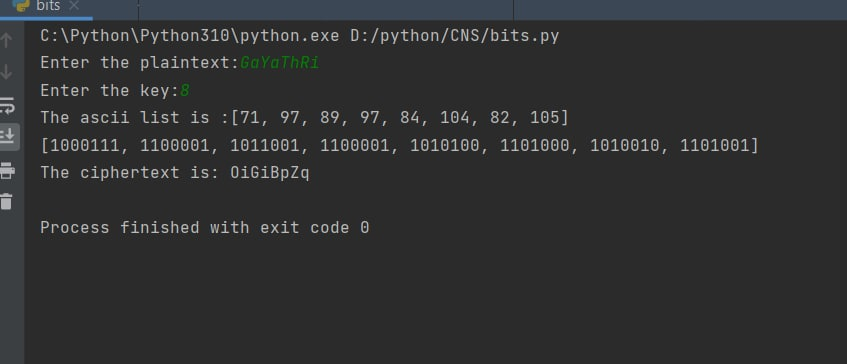 bits
C:\Python\Python310\python.exe D:/python/CNS/bits.py
Enter the plaintext:GaYaThRi
Enter the key:8
The ascii list is :[71, 97, 89, 97, 84, 104, 82, 105]
[1000111, 1100001, 1011001, 1100001, 1010100, 1101000, 1010010, 1101001]
The ciphertext is: OiGiBpZq
Process finished with exit code 0